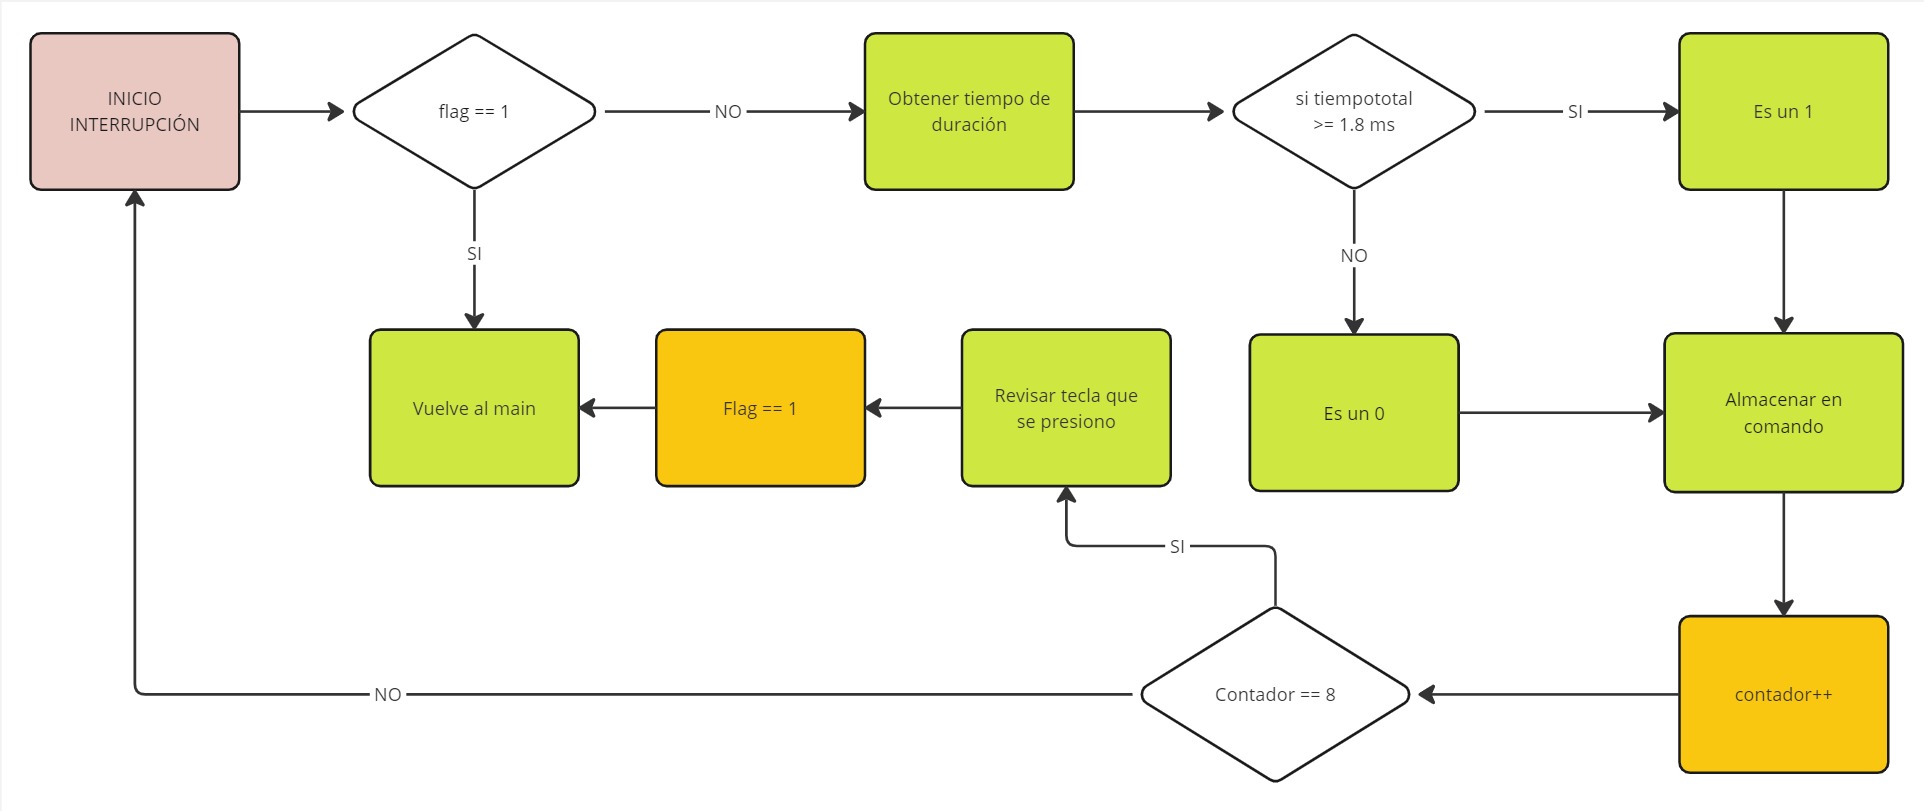 INICIO
INTERRUPCIÓN
flag == 1
NO
Obtener tiempo de
duración
si tiempototal
>= 1.8 ms
SI
Es un 1
SI
NO
Vuelve al main
Flag == 1
Revisar tecla que
se presiono
Es un 0
Almacenar en
comando
SI
NO
Contador == 8
contador++